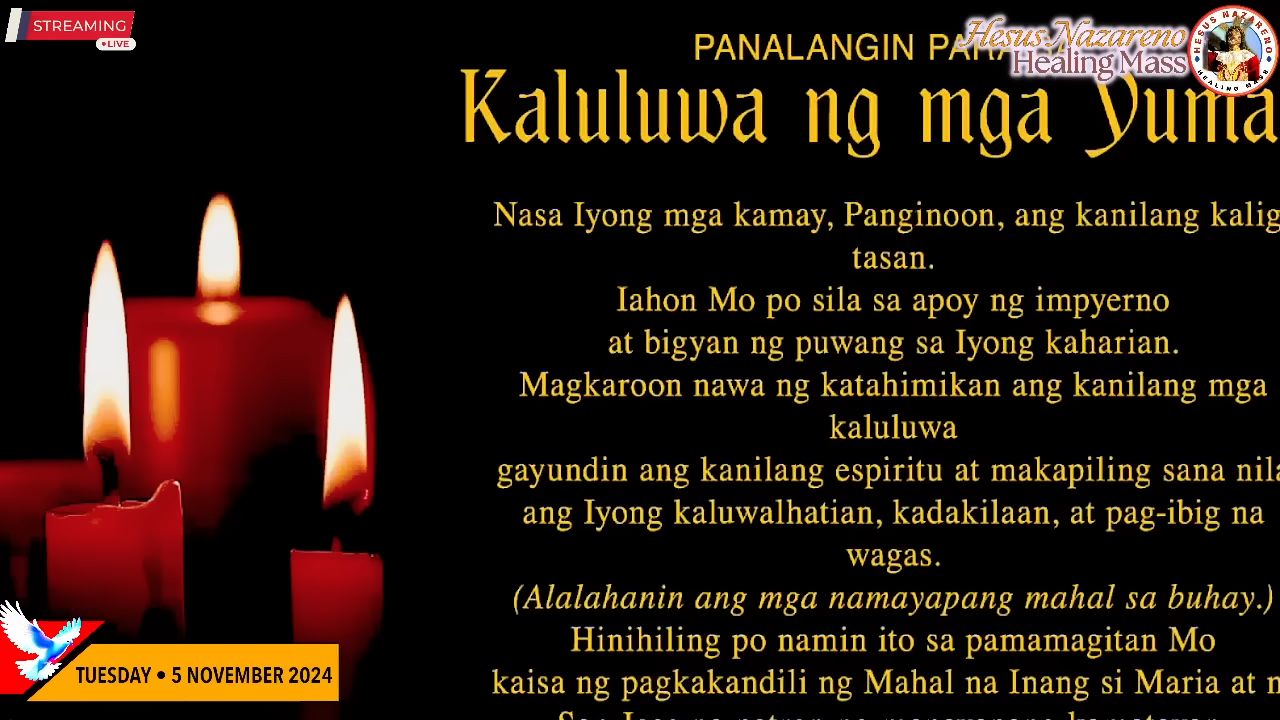 STREAMING
LIVE
PANALANGIN
Hesus Nazareno
Healing Mass
HESUS NAZARENO
HEALING MASS
Kaluluwa ng mga Yuma
Nasa Iyong mga kamay, Panginoon, ang kanilang kalig
tasan.
Iahon Mo po sila sa apoy ng impyerno
at bigyan ng puwang sa Iyong kaharian.
Magkaroon nawa ng katahimikan ang kanilang mga
kaluluwa
gayundin ang kanilang espiritu at makapiling sana nila
ang Iyong kaluwalhatian, kadakilaan, at pag-ibig na
wagas.
(Alalahanin ang mga namayapang mahal sa buhay.)
Hinihiling po namin ito sa pamamagitan Mo
kaisa ng pagkakandili ng Mahal na Inang si Maria at
TUESDAY • 5 NOVEMBER 2024